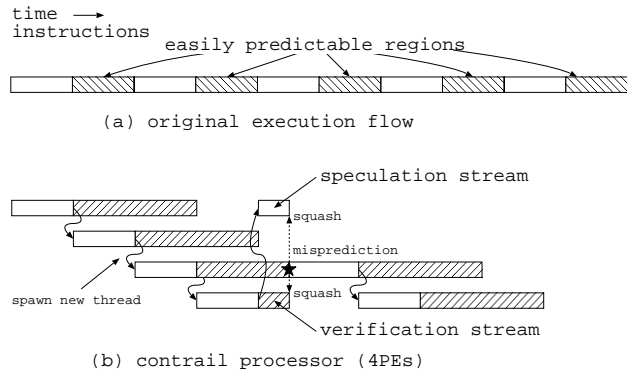 time
instructions
easily predictable regions
(a) original execution flow
speculation stream
squash
misprediction
spawn new thread
squash
verification stream
(b) contrail processor (4PEs)